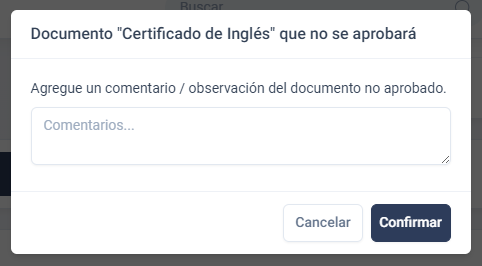 Buscar
Documento "Certificado de Inglés" que no se aprobará
Agregue un comentario / observación del documento no aprobado.
Comentarios...
Cancelar
Confirmar